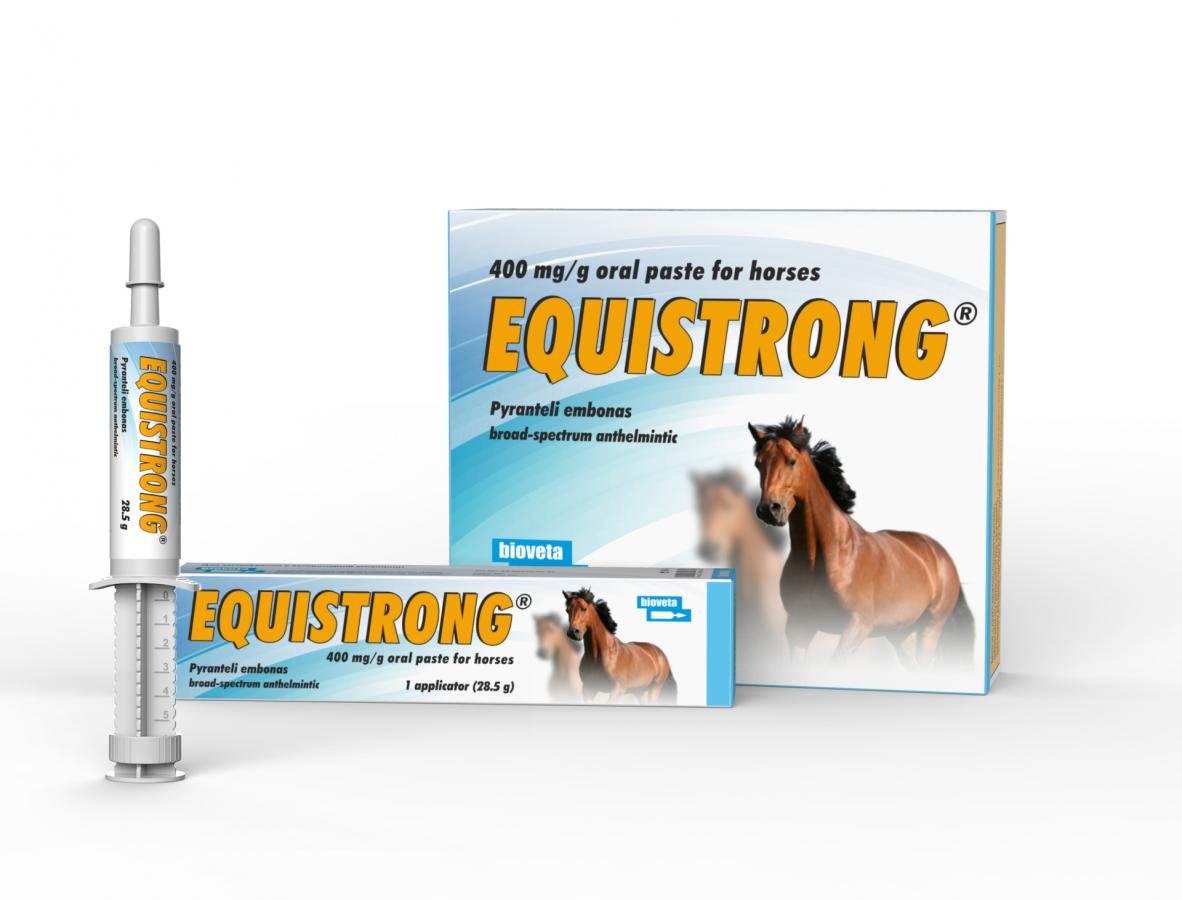 400 mg/g oral paste for horses
EQUISTRONG®
Pyranteli embonas
broad-spectrum anthelmintic
bioveta
400 mg/g oral paste for horses
EQUISTRONG®
Pyranteli embonas
broad-spectrum anthelmintic
28.5 g
0
1
2
3
4
5
EQUISTRONG®
400 mg/g oral paste for horses
Pyranteli embonas
broad-spectrum anthelmintic
1 applicator (28.5 g)
bioveta